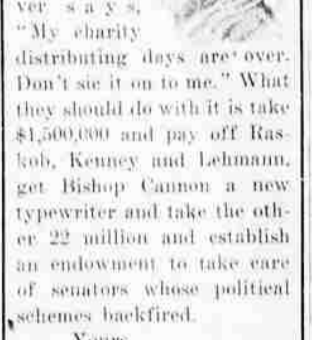 ver says,
"My charity
distributing days are over.
Don't sic it on to me." What
they should do with it is take
$1,500,000 and pay off Ras-
kob, Kenney and Lehmann,
get Bishop Cannon a new
typewriter and take the oth-
er 22 million and establish
an endowment to take care
of senators whose political
schemes backfired.
Yours